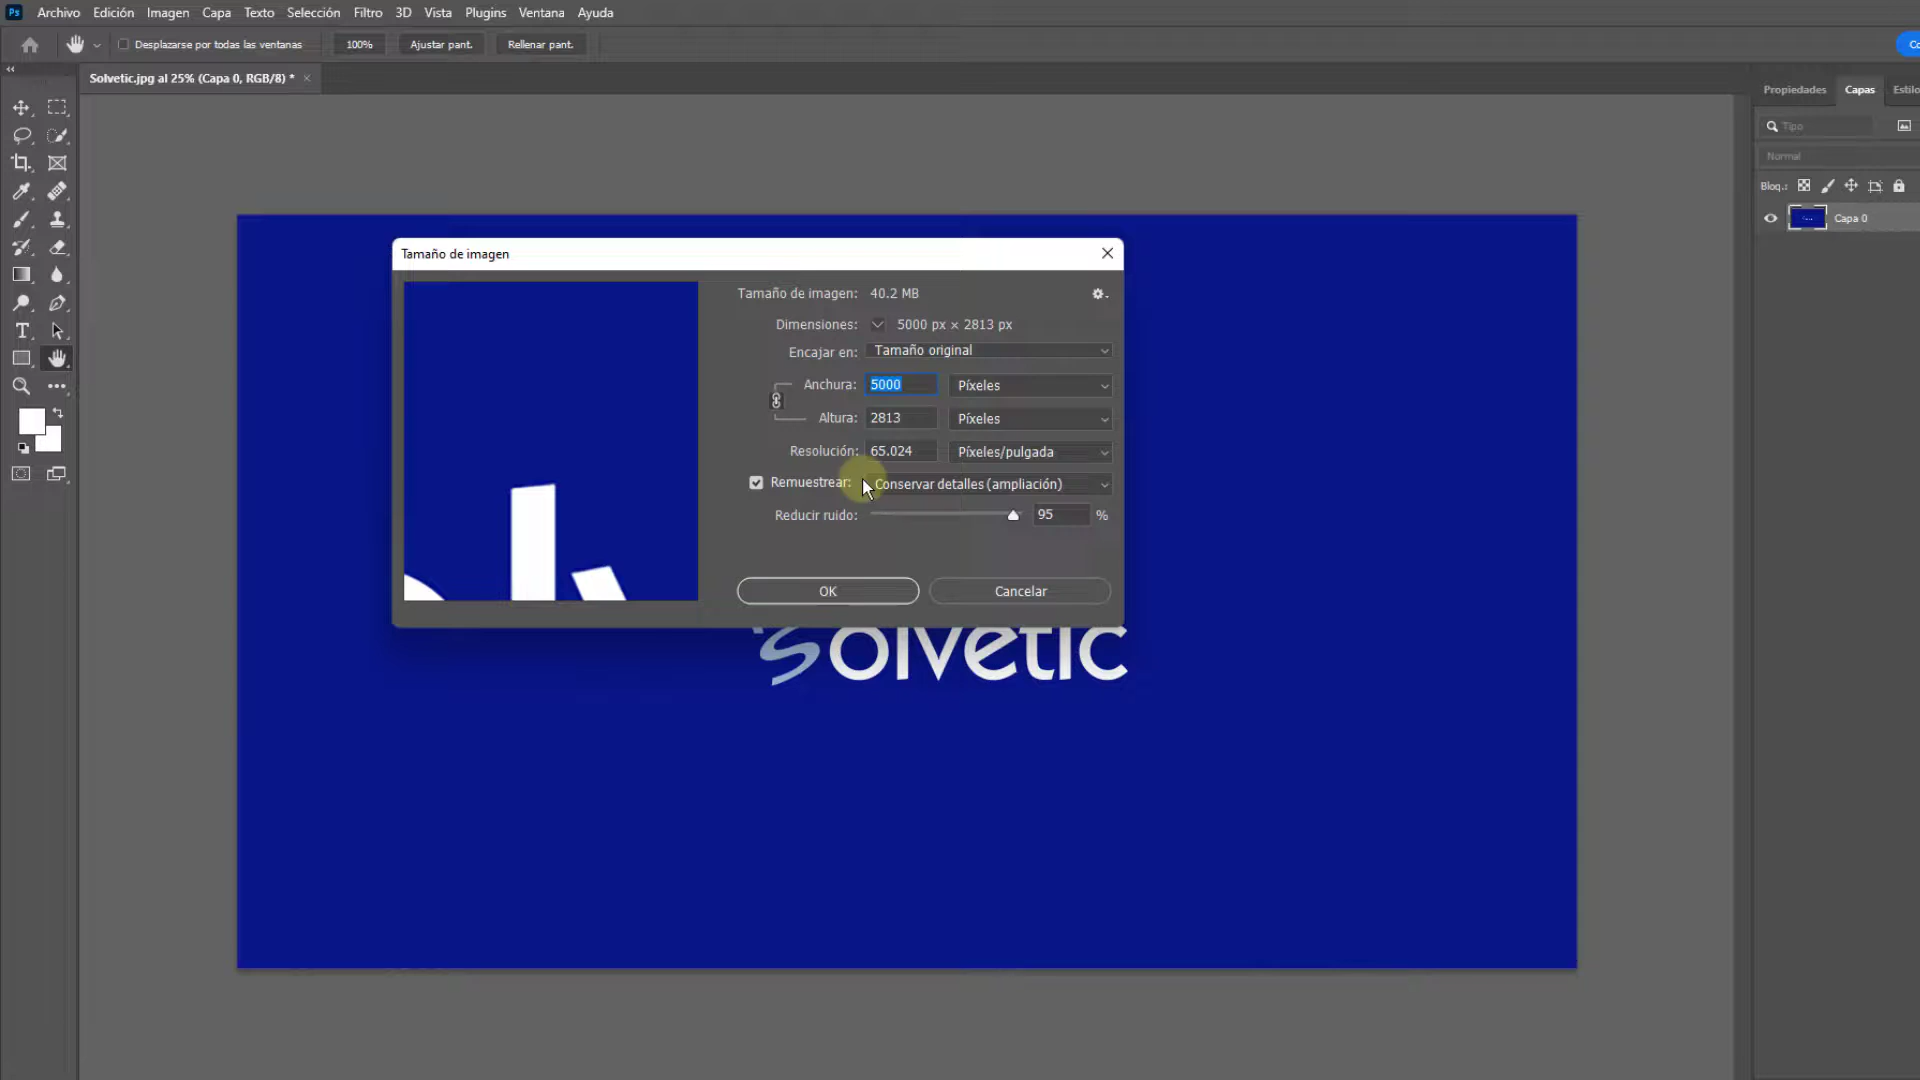 Ps Archivo Edición Imagen Capa Texto Selección Filtro 3D Vista Plugins Ventana Ayuda
Desplazarse por todas las ventanas 100% Ajustar pant. Rellenar pant. Co
Solvetic.jpg al 25% (Capa 0, RGB/8) * ×
Propiedades Capas Estilo
Tipo
Normal
Bloq.:
Capa 0
Tamaño de imagen
Tamaño de imagen: 40.2 MB
Dimensiones: 5000 px × 2813 px
Encajar en: Tamaño original
Anchura: 5000 Píxeles
Altura: 2813 Píxeles
Resolución: 65.024 Píxeles/pulgada
Remuestrear: Conservar detalles (ampliación)
Reducir ruido: 95 %
OK Cancelar
Solvetic